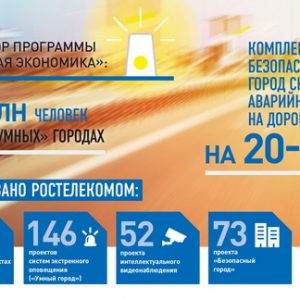 ОР ПРОГРАММЫ
АЯ ЭКОНОМИКА»:
ЛН ЧЕЛОВЕК
УМНЫХ» ГОРОДАХ
КОМПЛЕ
БЕЗОПАС
ГОРОД СН
АВАРИЙН
НА ДОРО
НА 20-
ВАНО РОСТЕЛЕКОМОМ:
146
проектов
систем экстренного
оповещения
(«Умный город»)
52
проекта
интеллектуального
видеонаблюдения
73
проекта
«Безопасный
город»